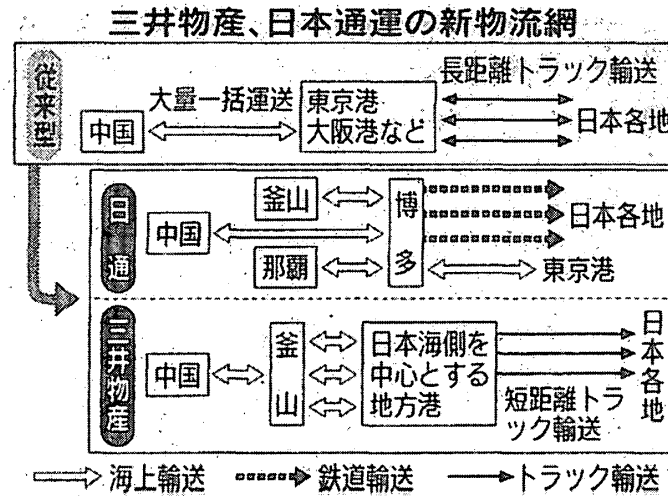 三井物産、日本通運の新物流網
従来型
中国
大量一括運送
東京港
大阪港など
長距離トラック輸送
日本各地
日通
中国
釜山
那覇
博多
日本各地
東京港
三井物産
中国
釜山
日本海側を
中心とする
地方港
短距離トラ
ック輸送
日本各地
海上輸送
鉄道輸送
トラック輸送